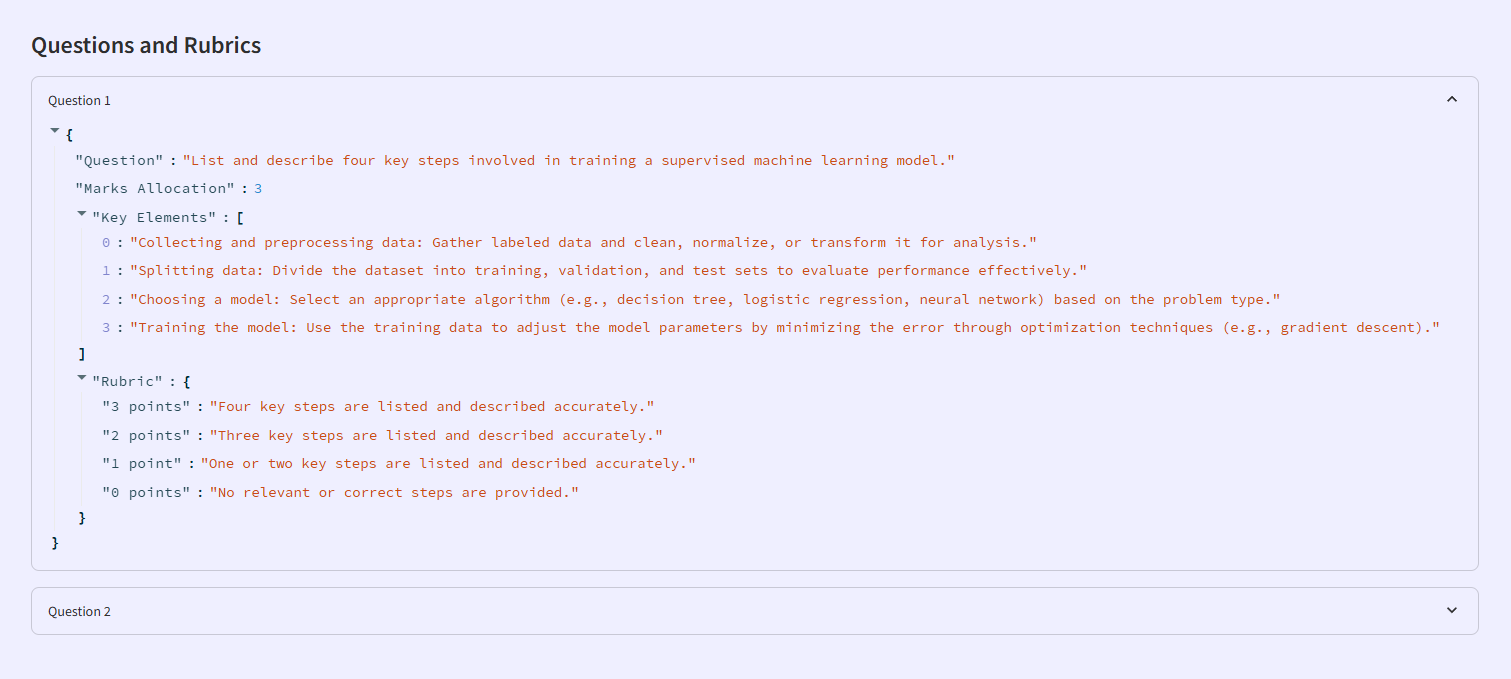 Questions and Rubrics
Question 1
{
"Question" : "List and describe four key steps involved in training a supervised machine learning model."
"Marks Allocation" : 3
"Key Elements" : [
0 : "Collecting and preprocessing data: Gather labeled data and clean, normalize, or transform it for analysis."
1 : "Splitting data: Divide the dataset into training, validation, and test sets to evaluate performance effectively."
2 : "Choosing a model: Select an appropriate algorithm (e.g., decision tree, logistic regression, neural network) based on the problem type."
3 : "Training the model: Use the training data to adjust the model parameters by minimizing the error through optimization techniques (e.g., gradient descent)."
]
"Rubric" : {
"3 points" : "Four key steps are listed and described accurately."
"2 points" : "Three key steps are listed and described accurately."
"1 point" : "One or two key steps are listed and described accurately."
"0 points" : "No relevant or correct steps are provided."
}
}
Question 2